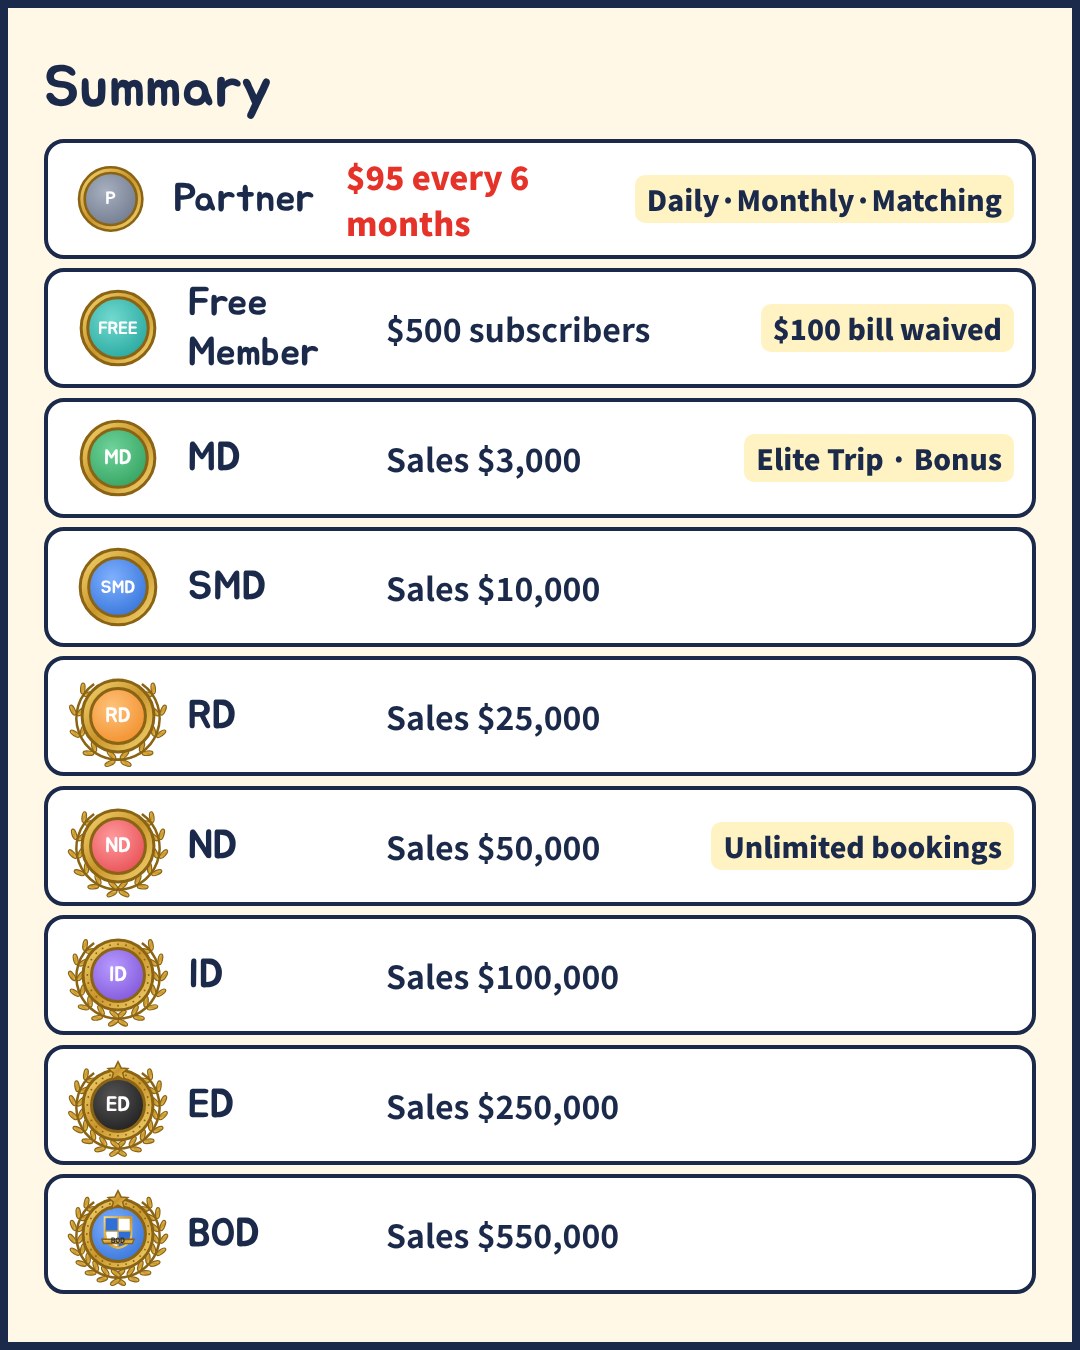 Summary
P
Partner
$95 every 6
months
Daily·Monthly·Matching
FREE
Free
Member
$500 subscribers
$100 bill waived
MD
MD
Sales $3,000
Elite Trip · Bonus
SMD
SMD
Sales $10,000
RD
RD
Sales $25,000
ND
ND
Sales $50,000
Unlimited bookings
ID
ID
Sales $100,000
ED
ED
Sales $250,000
BOD
BOD
Sales $550,000